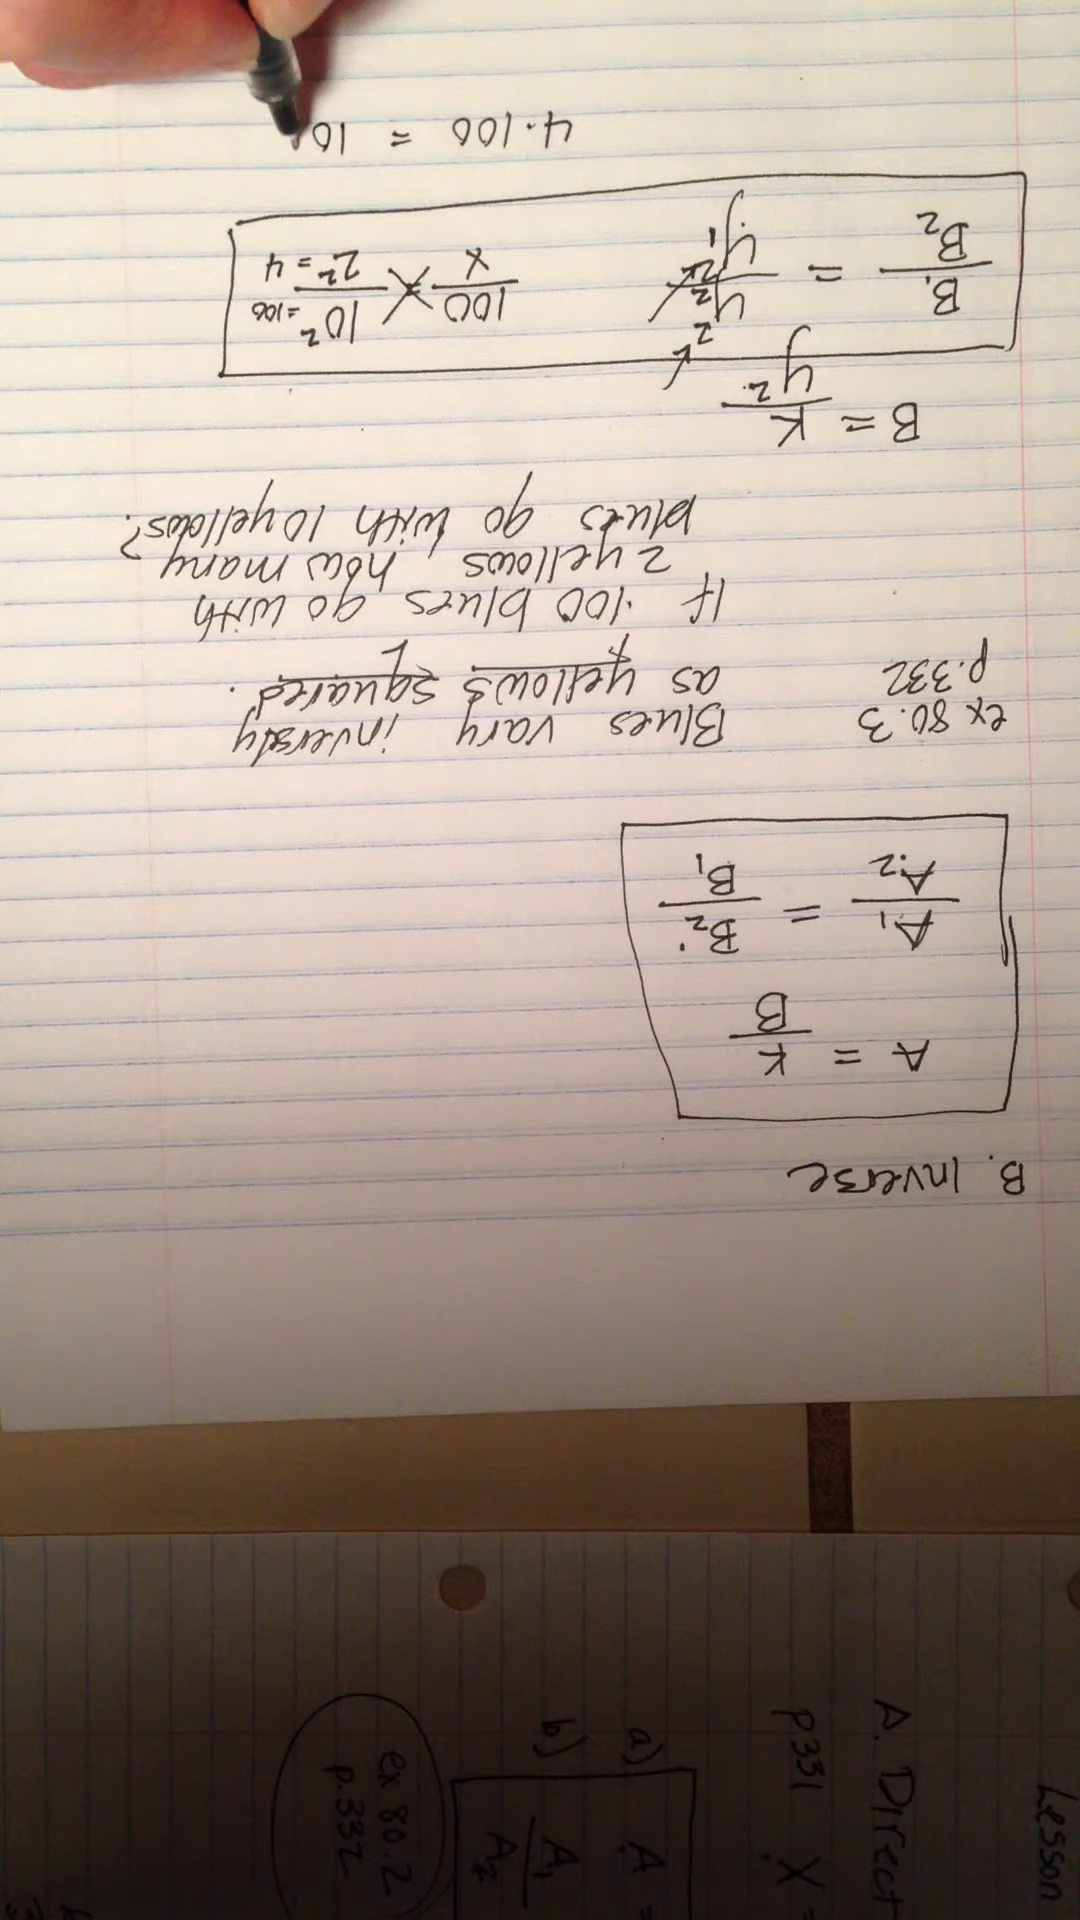 B. Inverse
A = K/B
A₁/A₂ = B₂/B₁
ex 80.3
p.332
Blues vary inversely
as yellows squared.
If 100 blues go with
2 yellows, how many
blues go with 10 yellows?
B = K/y²
B₁/B₂ = y₂²/y₁²
100/X = 10²/2² =100 =4
4·100 = 10
Lesson
A. Direct
p331 X =
a) A =
b) A₁/A₂
ex 80.2
p.332